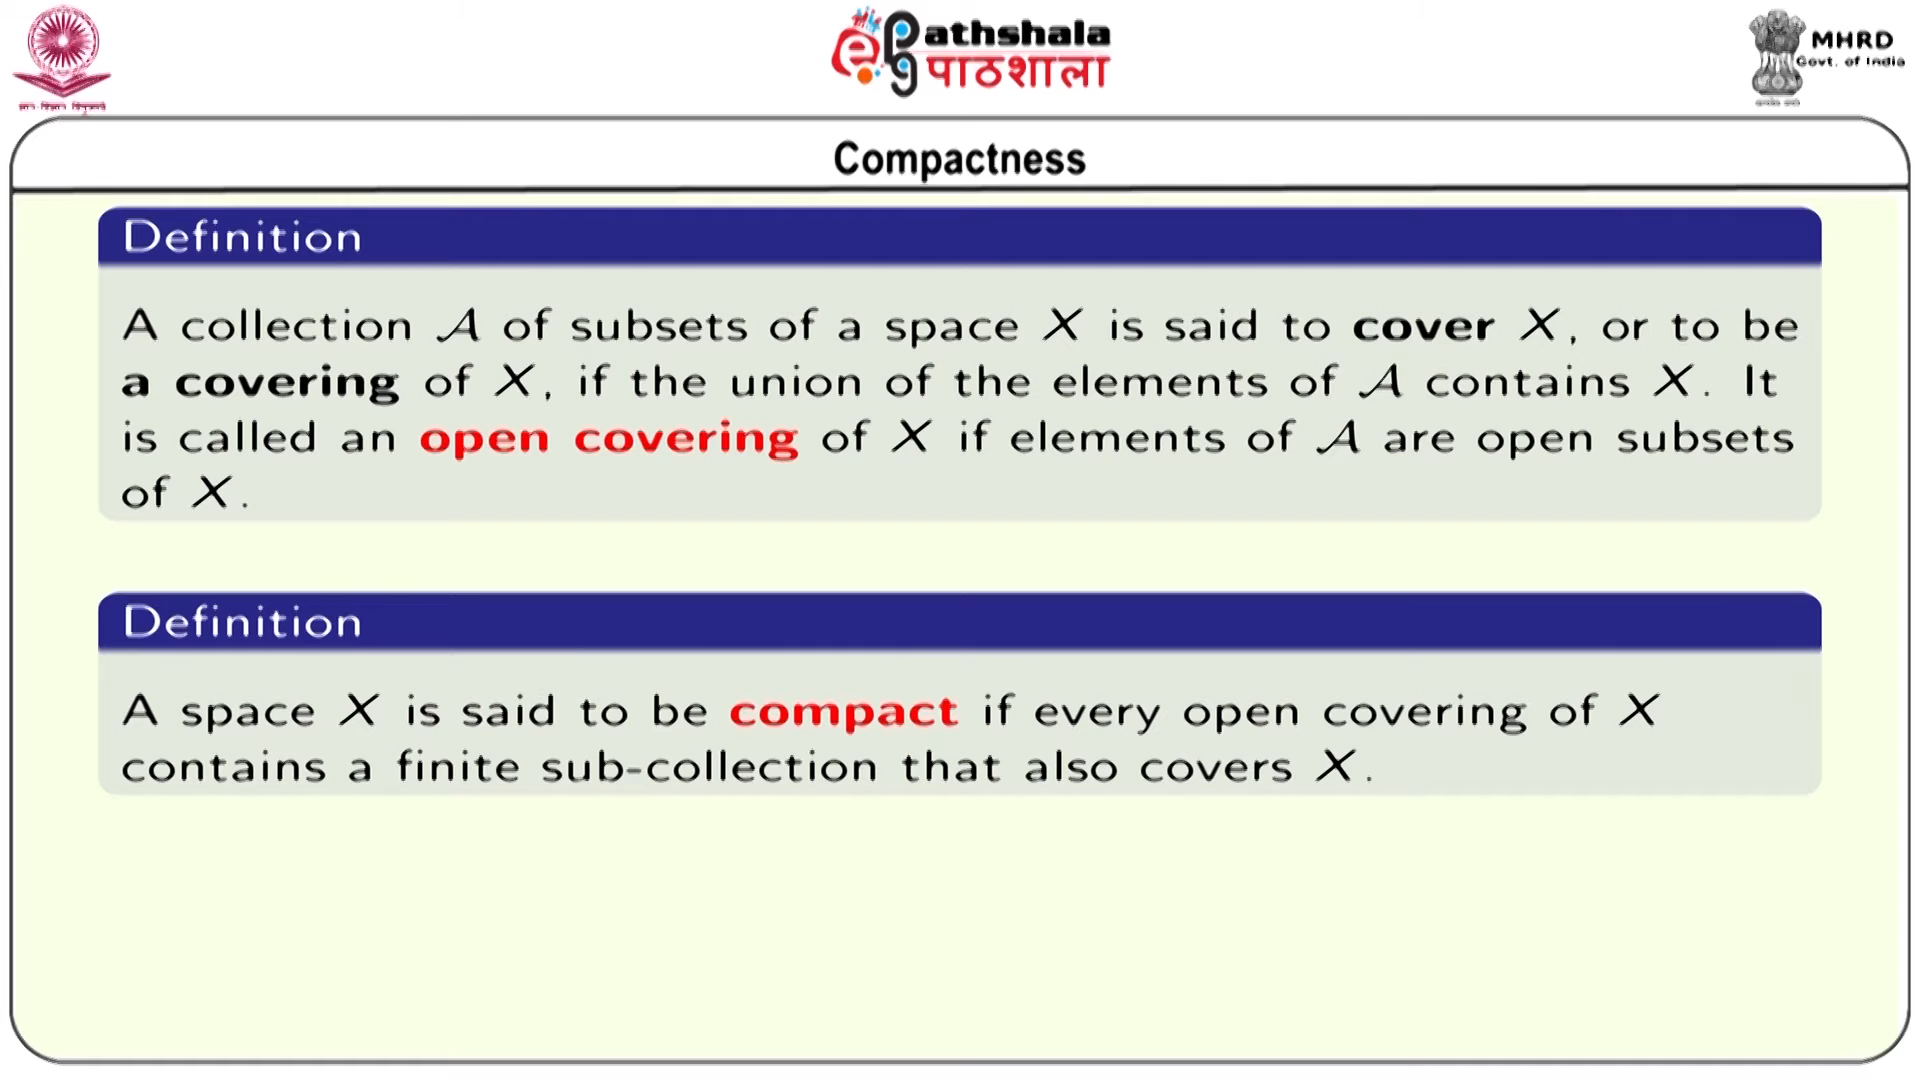 athshala
पाठशाला
MHRD
Govt. of India
Compactness
Definition
A collection 𝒜 of subsets of a space X is said to cover X, or to be
a covering of X, if the union of the elements of 𝒜 contains X. It
is called an open covering of X if elements of 𝒜 are open subsets
of X.
Definition
A space X is said to be compact if every open covering of X
contains a finite sub-collection that also covers X.